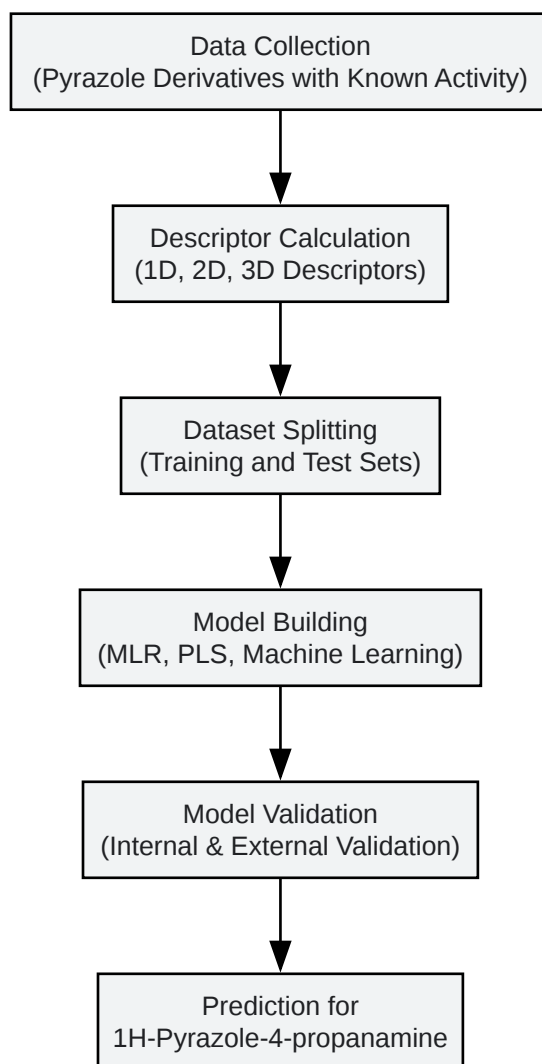 Data Collection
(Pyrazole Derivatives with Known Activity)
Descriptor Calculation
(1D, 2D, 3D Descriptors)
Dataset Splitting
(Training and Test Sets)
Model Building
(MLR, PLS, Machine Learning)
Model Validation
(Internal & External Validation)
Prediction for
1H-Pyrazole-4-propanamine